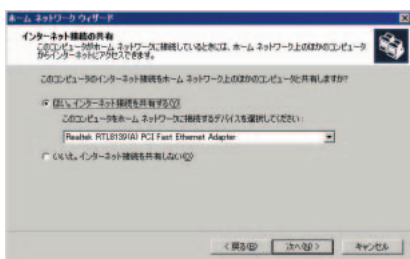 ホーム ネットワーク ウィザード
インターネット接続の共有
このコンピュータがホーム ネットワークに接続しているときには、ホーム ネットワーク上のほかのコンピュータ
からインターネットにアクセスできます。
このコンピュータのインターネット接続をホーム ネットワーク上のほかのコンピュータと共有しますか?
はい、インターネット接続を共有する(Y)
このコンピュータをホーム ネットワークに接続するデバイスを選択してください:
Realtek RTL8139(A) PCI Fast Ethernet Adapter
いいえ、インターネット接続を共有しない(O)
< 戻る(B)
次へ(N) >
キャンセル